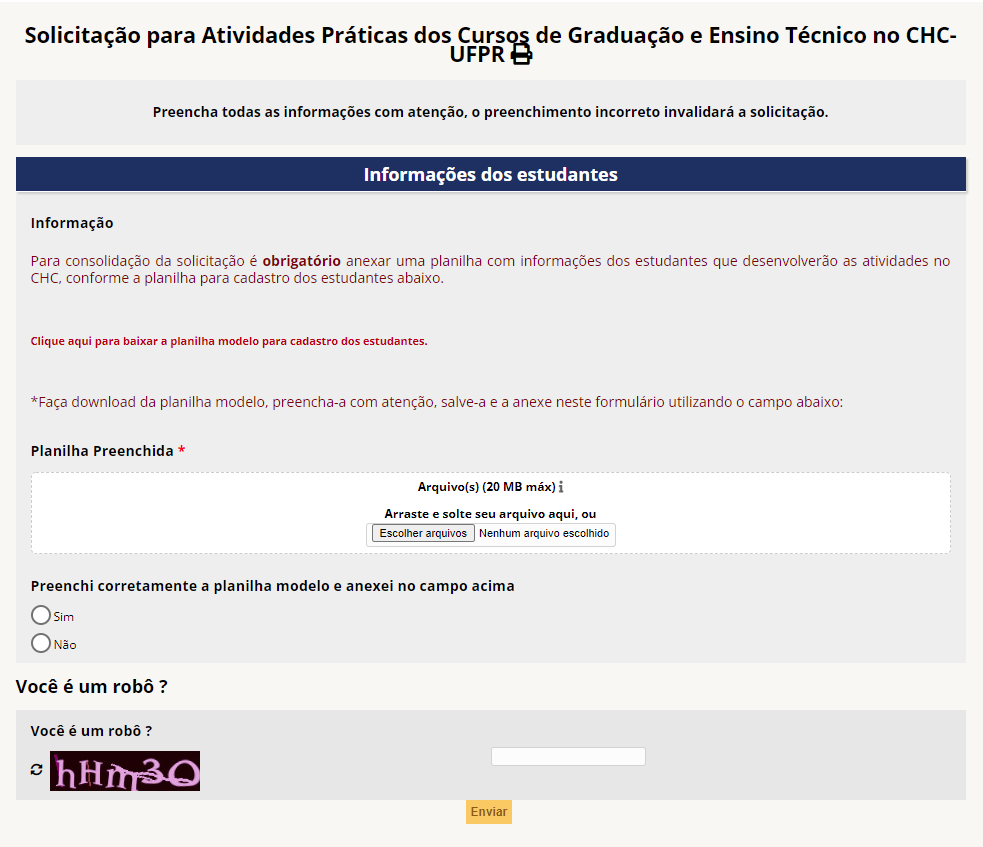 Solicitação para Atividades Práticas dos Cursos de Graduação e Ensino Técnico no CHC-
UFPR
Preencha todas as informações com atenção, o preenchimento incorreto invalidará a solicitação.
Informações dos estudantes
Informação
Para consolidação da solicitação é obrigatório anexar uma planilha com informações dos estudantes que desenvolverão as atividades no
CHC, conforme a planilha para cadastro dos estudantes abaixo.
Clique aqui para baixar a planilha modelo para cadastro dos estudantes.
*Faça download da planilha modelo, preencha-a com atenção, salve-a e a anexe neste formulário utilizando o campo abaixo:
Planilha Preenchida *
Arquivo(s) (20 MB máx)
Arraste e solte seu arquivo aqui, ou
Escolher arquivos Nenhum arquivo escolhido
Preenchi corretamente a planilha modelo e anexei no campo acima
Sim
Não
Você é um robô ?
Você é um robô ?
Enviar